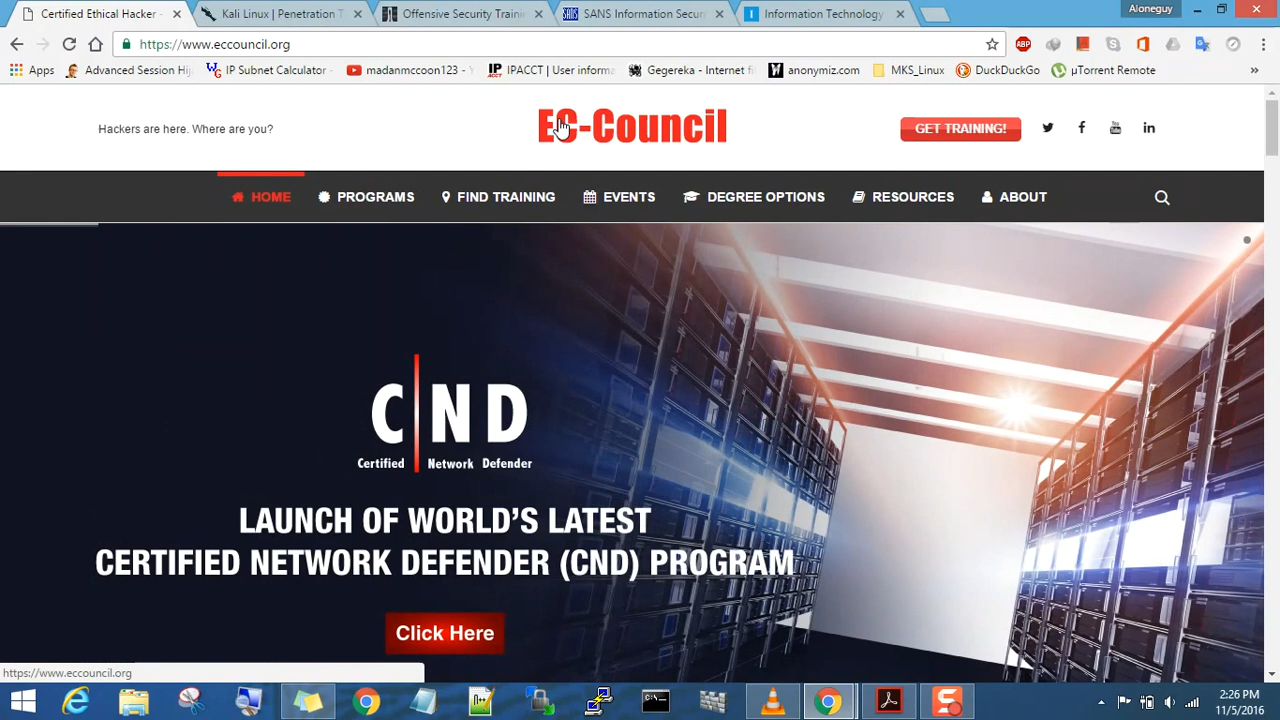 Certified Ethical Hacker -
Kali Linux | Penetration T
Offensive Security Trainin
SANS Information Securi
Information Technology
Aloneguy
https://www.eccouncil.org
ABP
Apps
Advanced Session Hij
IP Subnet Calculator -
madanmccoon123 - Y
IPACCT | User informa
Gegereka - Internet fi
anonymiz.com
MKS_Linux
DuckDuckGo
µTorrent Remote
»
Hackers are here. Where are you?
EC-Council
GET TRAINING!
HOME
PROGRAMS
FIND TRAINING
EVENTS
DEGREE OPTIONS
RESOURCES
ABOUT
C|ND
Certified Network Defender
LAUNCH OF WORLD'S LATEST
CERTIFIED NETWORK DEFENDER (CND) PROGRAM
Click Here
https://www.eccouncil.org
2:26 PM
11/5/2016